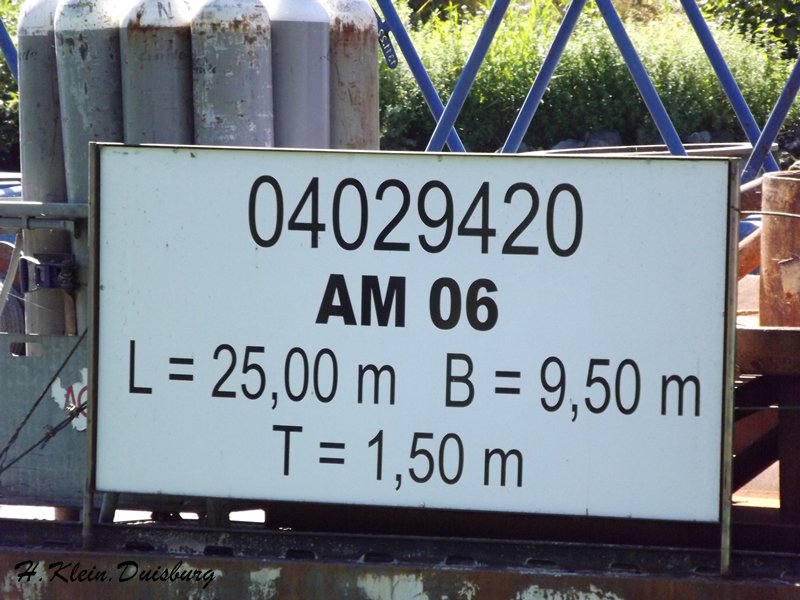 04029420
AM 06
L = 25,00 m B = 9,50 m
T = 1,50 m
H.Klein.Duisburg